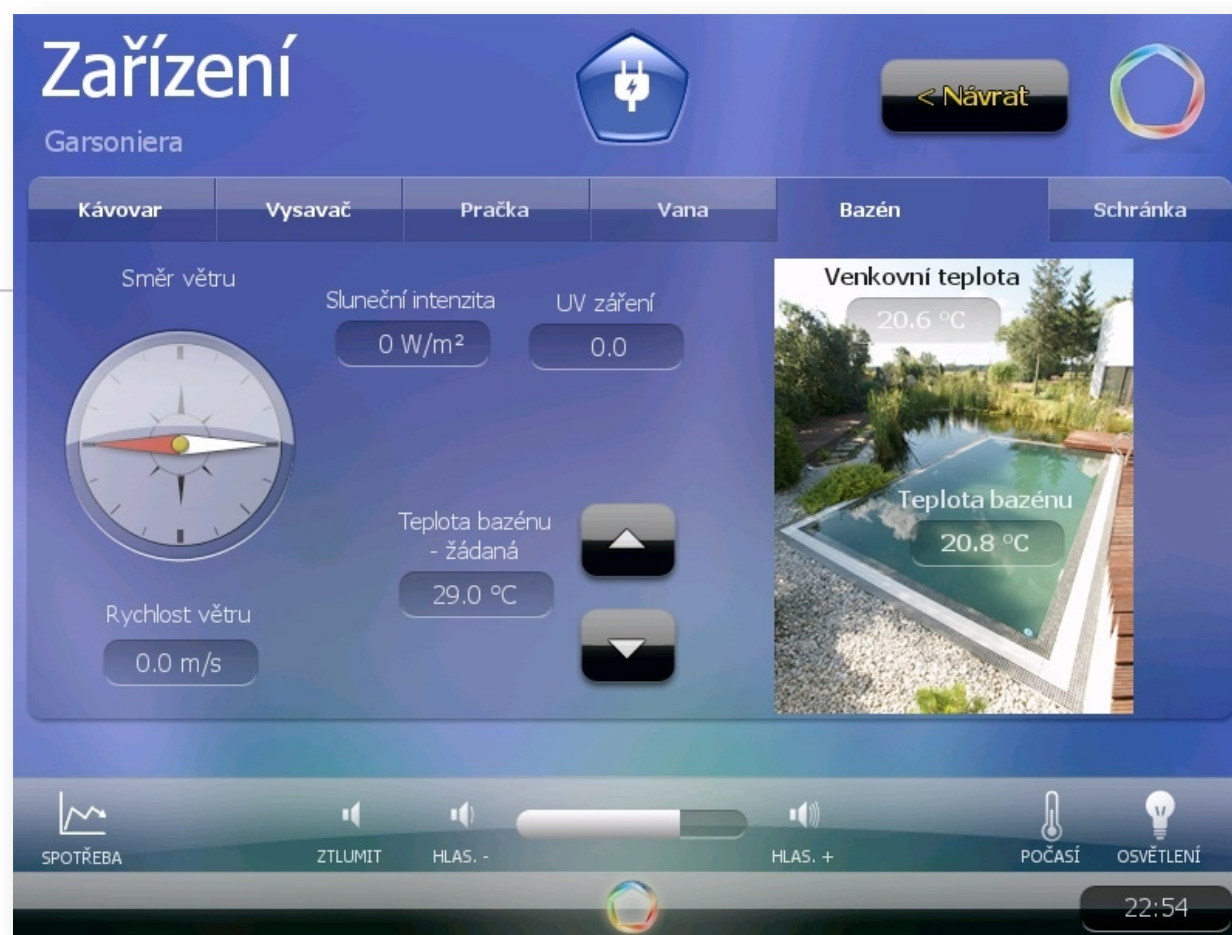 Zařízení
Garsoniera
< Návrat
Kávovar
Vysavač
Pračka
Vana
Bazén
Schránka
Směr větru
Sluneční intenzita
0 W/m²
UV záření
0.0
Venkovní teplota
20.6 °C
Teplota bazénu
- žádaná
29.0 °C
Teplota bazénu
20.8 °C
Rychlost větru
0.0 m/s
SPOTŘEBA
ZTLUMIT
HLAS. -
HLAS. +
POČASÍ
OSVĚTLENÍ
22:54